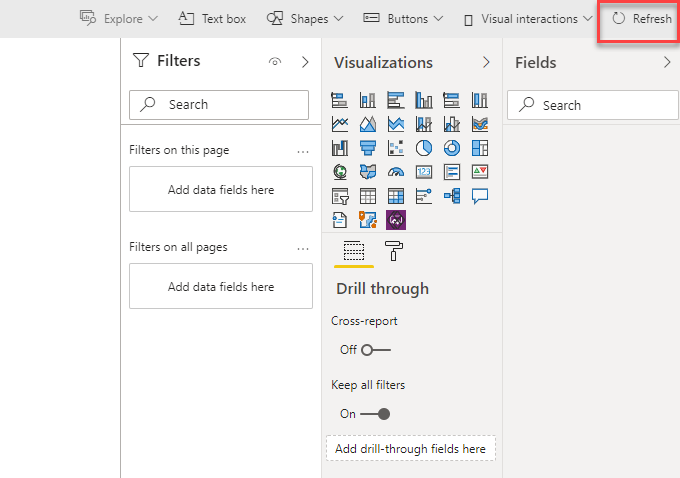 Explore Text box Shapes Buttons Visual interactions Refresh
Filters
Search
Filters on this page
...
Add data fields here
Filters on all pages
...
Add data fields here
Visualizations
123
Drill through
Cross-report
Off
Keep all filters
On
Add drill-through fields here
Fields
Search